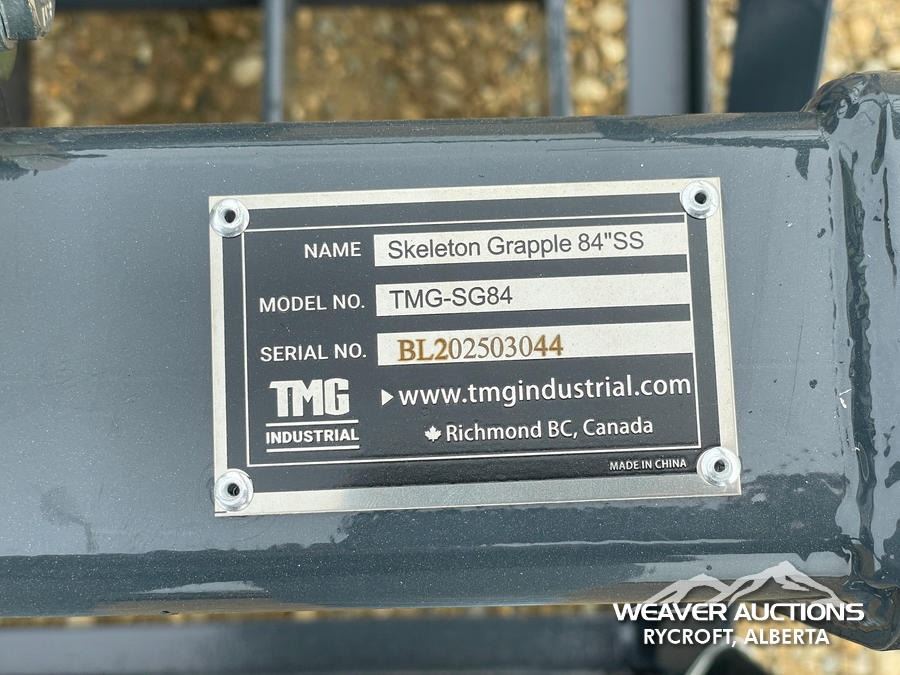 NAME Skeleton Grapple 84"SS
MODEL NO. TMG-SG84
SERIAL NO. BL202503044
TMG
INDUSTRIAL
www.tmgindustrial.com
Richmond BC, Canada
MADE IN CHINA
WEAVER AUCTIONS
RYCROFT, ALBERTA